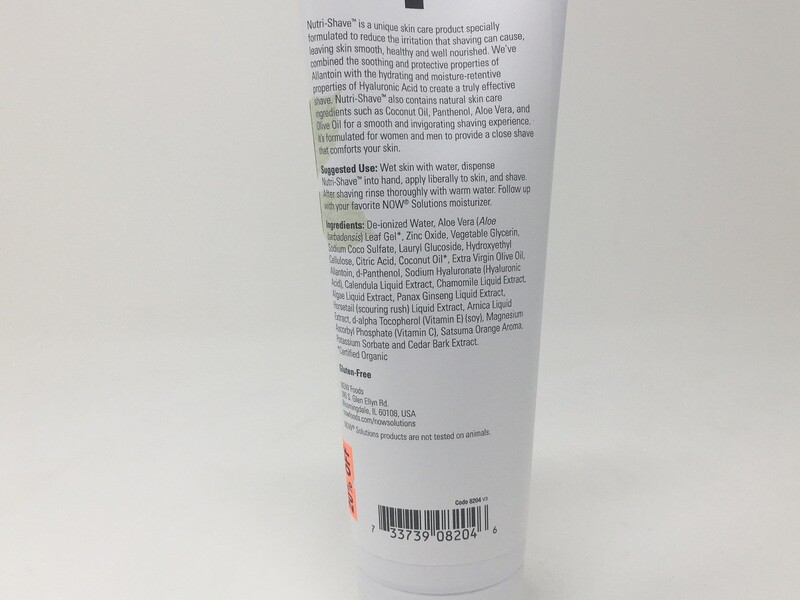 Nutri-Shave™ is a unique skin care product specially
formulated to reduce the irritation that shaving can cause,
leaving skin smooth, healthy and well nourished. We've
combined the soothing and protective properties of
Allantoin with the hydrating and moisture-retentive
properties of Hyaluronic Acid to create a truly effective
shave. Nutri-Shave™ also contains natural skin care
ingredients such as Coconut Oil, Panthenol, Aloe Vera, and
Olive Oil for a smooth and invigorating shaving experience.
It's formulated for women and men to provide a close shave
that comforts your skin.
Suggested Use: Wet skin with water, dispense
Nutri-Shave™ into hand, apply liberally to skin, and shave.
After shaving rinse thoroughly with warm water. Follow up
with your favorite NOW® Solutions moisturizer.
Ingredients: De-ionized Water, Aloe Vera (Aloe
barbadensis) Leaf Gel*, Zinc Oxide, Vegetable Glycerin,
Sodium Coco Sulfate, Lauryl Glucoside, Hydroxyethyl
Cellulose, Citric Acid, Coconut Oil*, Extra Virgin Olive Oil,
Allantoin, d-Panthenol, Sodium Hyaluronate (Hyaluronic
Acid), Calendula Liquid Extract, Chamomile Liquid Extract,
Algae Liquid Extract, Panax Ginseng Liquid Extract,
Horsetail (scouring rush) Liquid Extract, Arnica Liquid
Extract, d-alpha Tocopherol (Vitamin E) (soy), Magnesium
Ascorbyl Phosphate (Vitamin C), Satsuma Orange Aroma,
Potassium Sorbate and Cedar Bark Extract.
*Certified Organic
Gluten-Free
NOW Foods
S. Glen Ellyn Rd.
Bloomingdale, IL 60108, USA
nowfoods.com/nowsolutions
NOW® Solutions products are not tested on animals.
20% OFF
Code 8204 V3
7 33739 08204 6